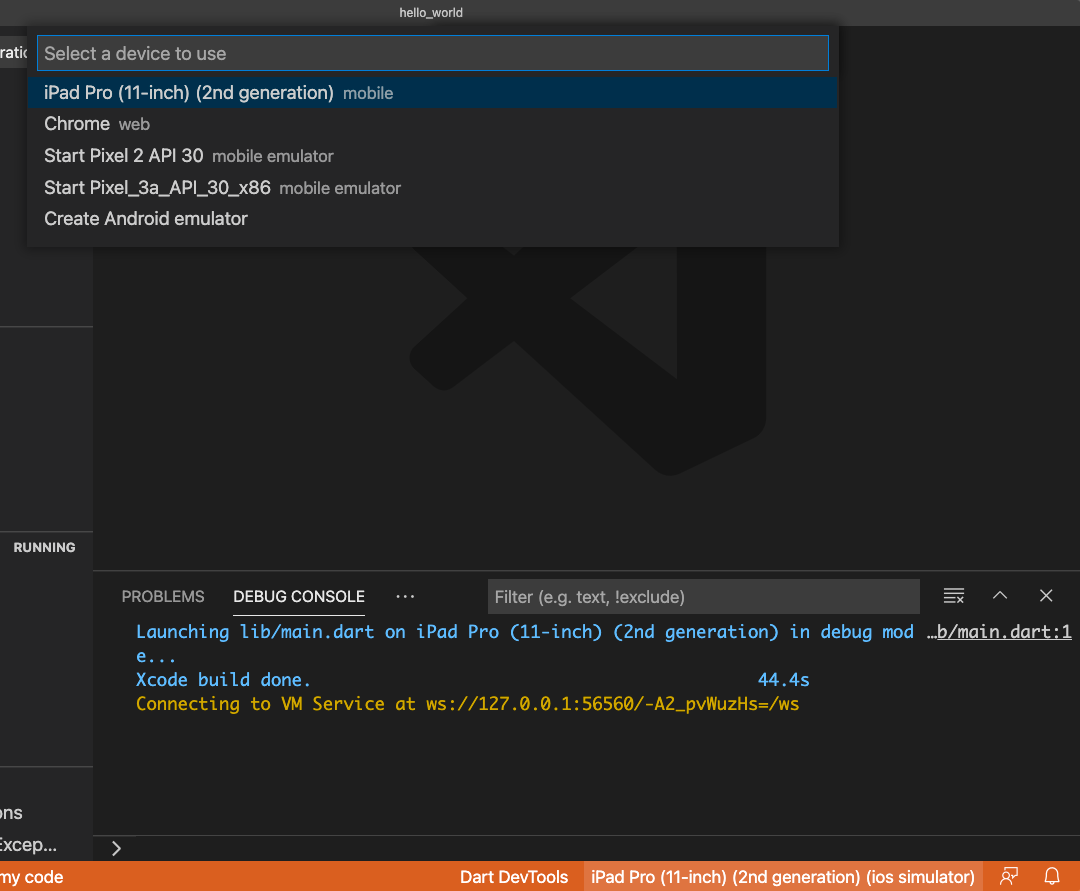 hello_world
Select a device to use
iPad Pro (11-inch) (2nd generation) mobile
Chrome web
Start Pixel 2 API 30 mobile emulator
Start Pixel_3a_API_30_x86 mobile emulator
Create Android emulator
RUNNING
PROBLEMS DEBUG CONSOLE ··· Filter (e.g. text, !exclude)
Launching lib/main.dart on iPad Pro (11-inch) (2nd generation) in debug mod …b/main.dart:1
e...
Xcode build done. 44.4s
Connecting to VM Service at ws://127.0.0.1:56560/-A2_pvWuzHs=/ws
ons
Excep...
my code Dart DevTools iPad Pro (11-inch) (2nd generation) (ios simulator)